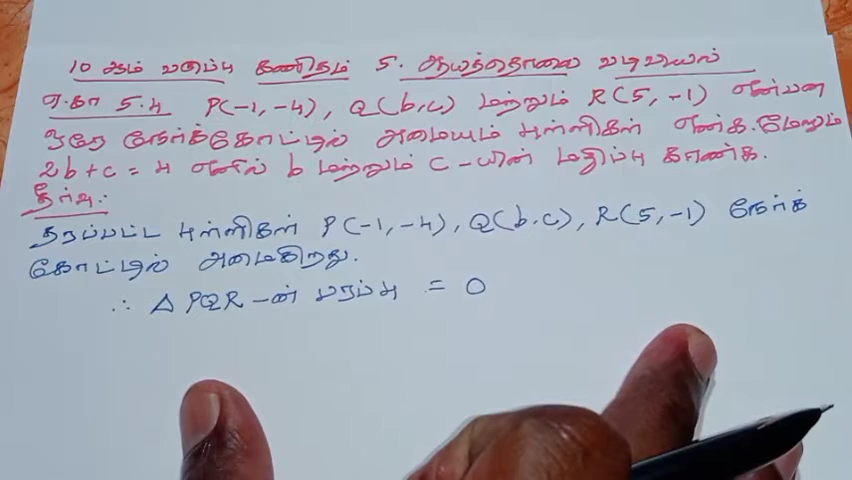 10 ஆம் வகுப்பு கணிதம் 5. ஆயத்தொலை வடிவியல்
எ.கா 5.4 P(-1,-4), Q(b,c) மற்றும் R(5,-1) என்பன
ஒரே நேர்க்கோட்டில் அமையும் புள்ளிகள் என்க. மேலும்
2b+c = 4 எனில் b மற்றும் c-யின் மதிப்பு காண்க.
தீர்வு:
தரப்பட்ட புள்ளிகள் P(-1,-4), Q(b,c), R(5,-1) நேர்க்
கோட்டில் அமைகிறது.
∴ Δ PQR-ன் பரப்பு = 0